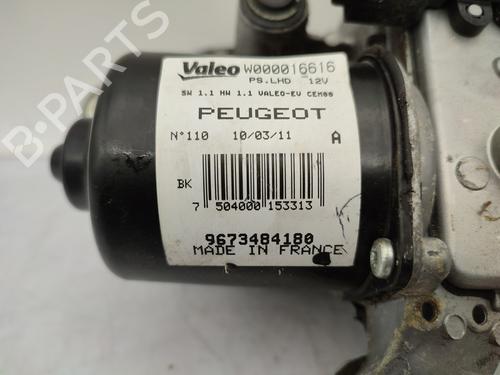 Valeo W000016616
PS.LHD 12V
SW 1.1 HW 1.1 VALEO-EV CEM00
PEUGEOT
N°110 10/03/11 A
BK
7 504000 153313
9673484180
MADE IN FRANCE
B-PARTS